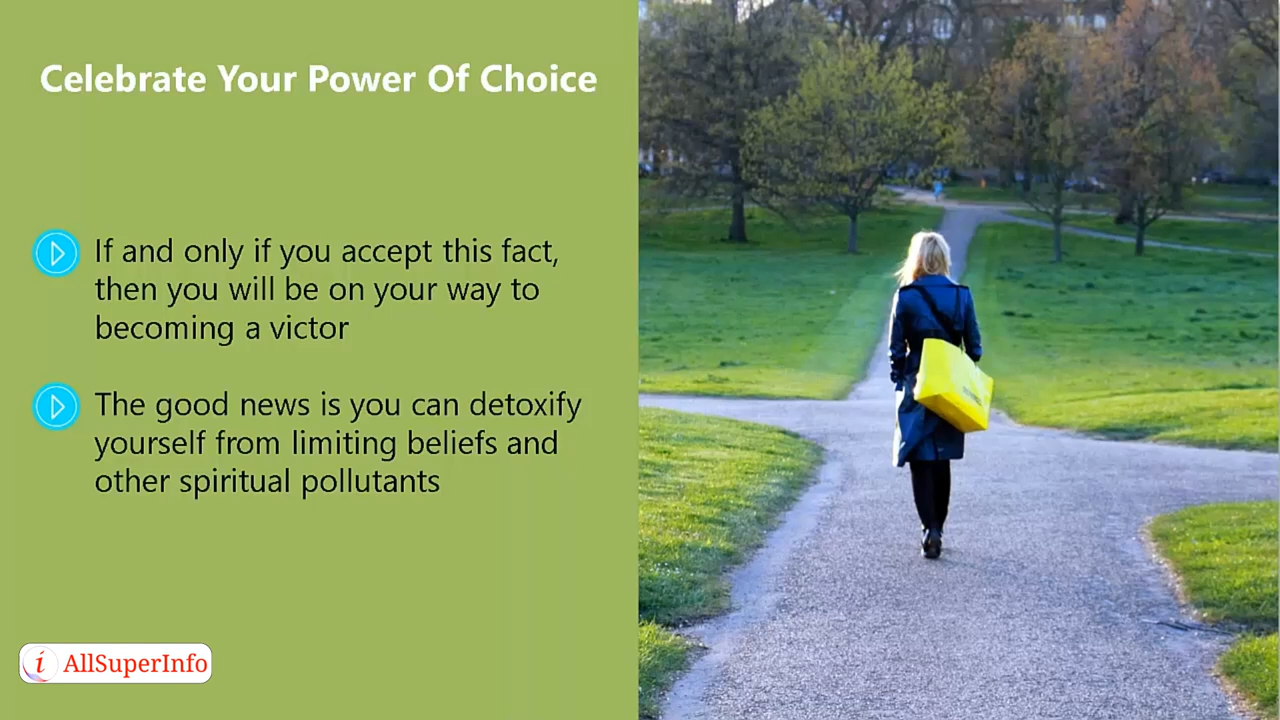 Celebrate Your Power Of Choice
If and only if you accept this fact,
then you will be on your way to
becoming a victor
The good news is you can detoxify
yourself from limiting beliefs and
other spiritual pollutants
i AllSuperInfo